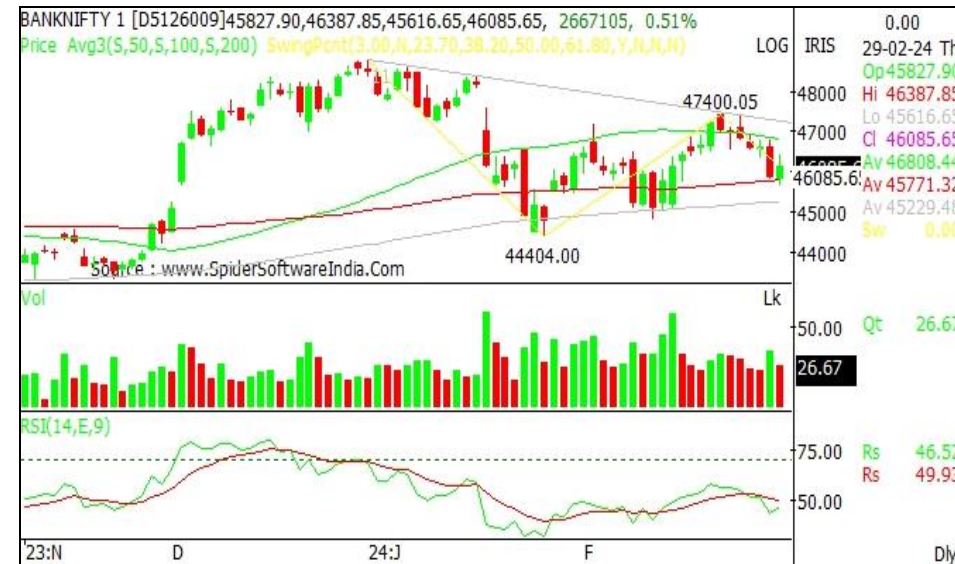 BANKNIFTY 1 [D5126009]45827.90,46387.85,45616.65,46085.65, 2667105, 0.51%
Price Avg3(S,50,S,100,S,200) SwingPcnt(3.00,N,23.70,38.20,50.00,61.80,Y,N,N,N) LOG
IRIS
0.00
29-02-24 Th
Op45827.90
Hi 46387.85
Lo 45616.65
Cl 46085.65
Av 46808.44
Av 45771.32
Av 45229.48
Sw 0.00
48000
47000
46085.65
45000
44000
47400.05
44404.00
Source : www.SpiderSoftwareIndia.Com
Vol Lk
50.00
26.67
Qt 26.67
RSI(14,E,9)
75.00
50.00
Rs 46.52
Rs 49.93
'23:N D 24:J F Dly